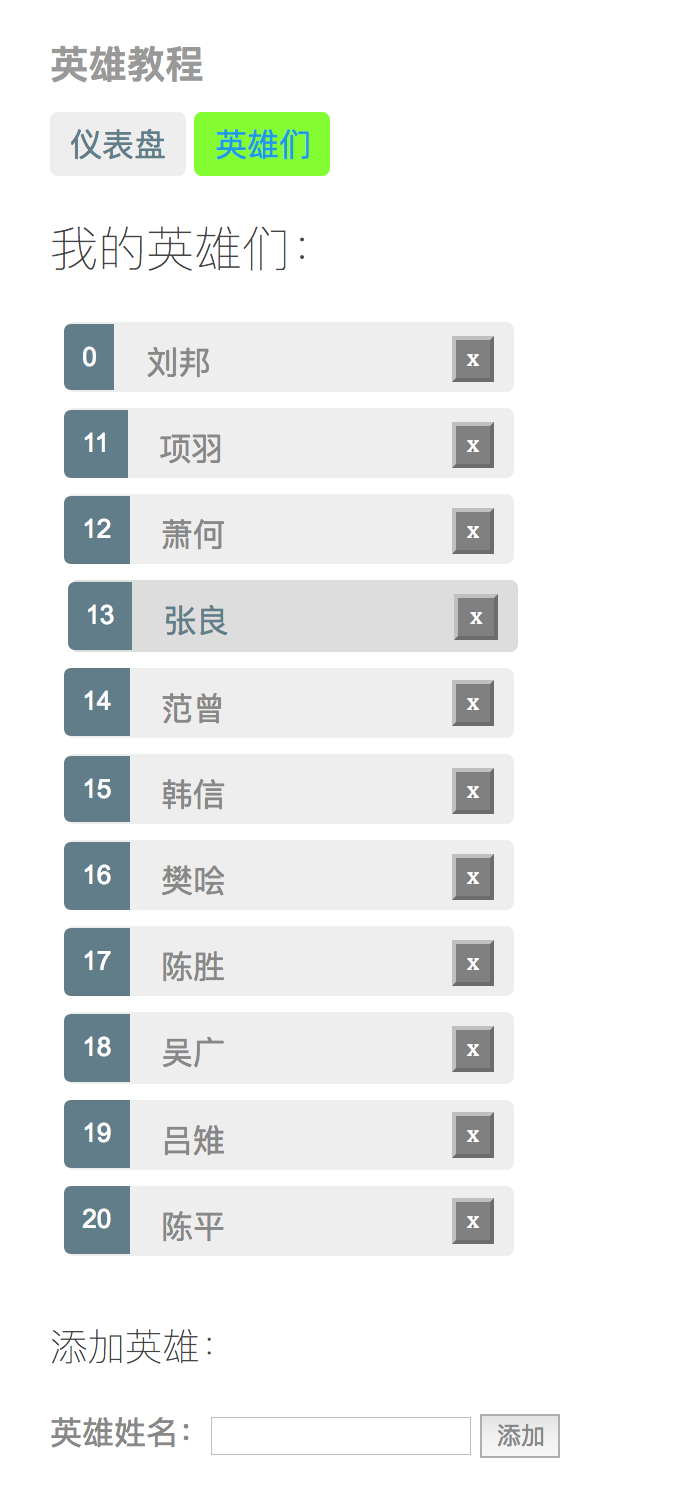 英雄教程
仪表盘 英雄们
我的英雄们：
0 刘邦 x
11 项羽 x
12 萧何 x
13 张良 x
14 范曾 x
15 韩信 x
16 樊哙 x
17 陈胜 x
18 吴广 x
19 吕雉 x
20 陈平 x
添加英雄：
英雄姓名： 添加